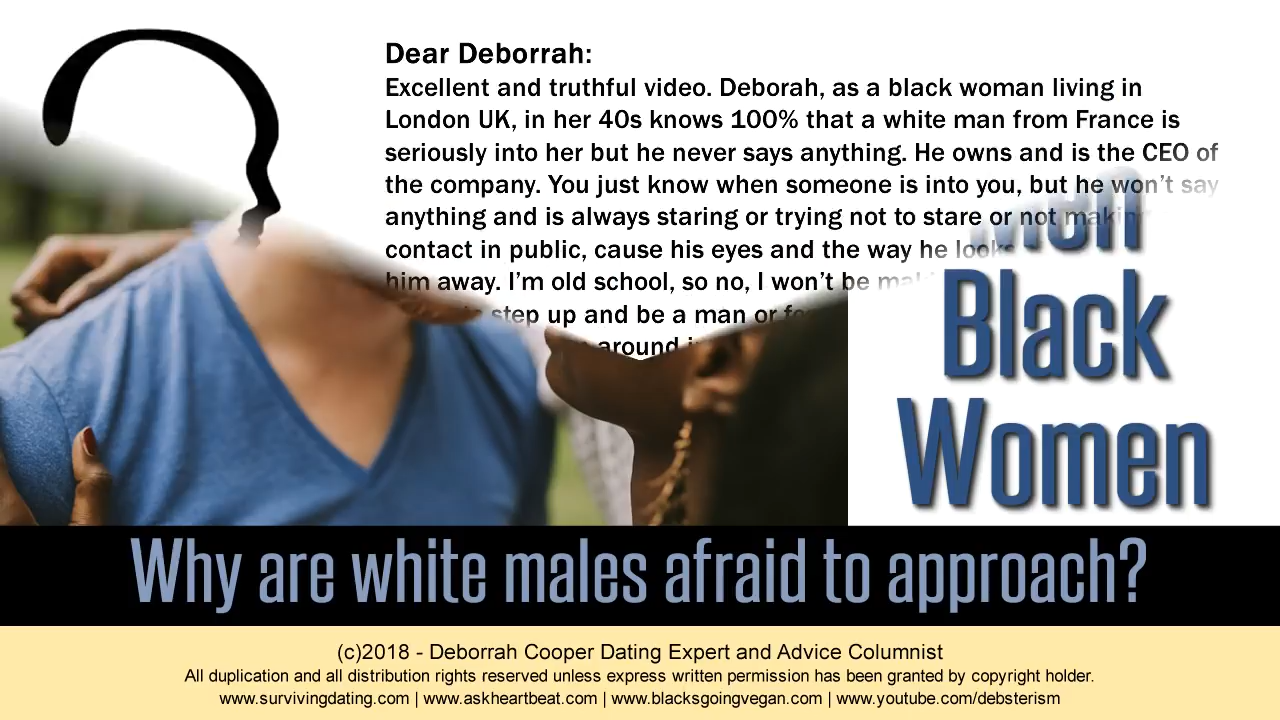 Dear Deborrah:
Excellent and truthful video. Deborah, as a black woman living in
London UK, in her 40s knows 100% that a white man from France is
seriously into her but he never says anything. He owns and is the CEO of
the company. You just know when someone is into you, but he won't say
anything and is always staring or trying not to stare or not
contact in public, cause his eyes and the way he looks
him away. I'm old school, so no, I won't be
step up and be a man or
around
Black
Women
Why are white males afraid to approach?
(c)2018 - Deborrah Cooper Dating Expert and Advice Columnist
All duplication and all distribution rights reserved unless express written permission has been granted by copyright holder.
www.survivingdating.com | www.askheartbeat.com | www.blacksgoingvegan.com | www.youtube.com/debsterism